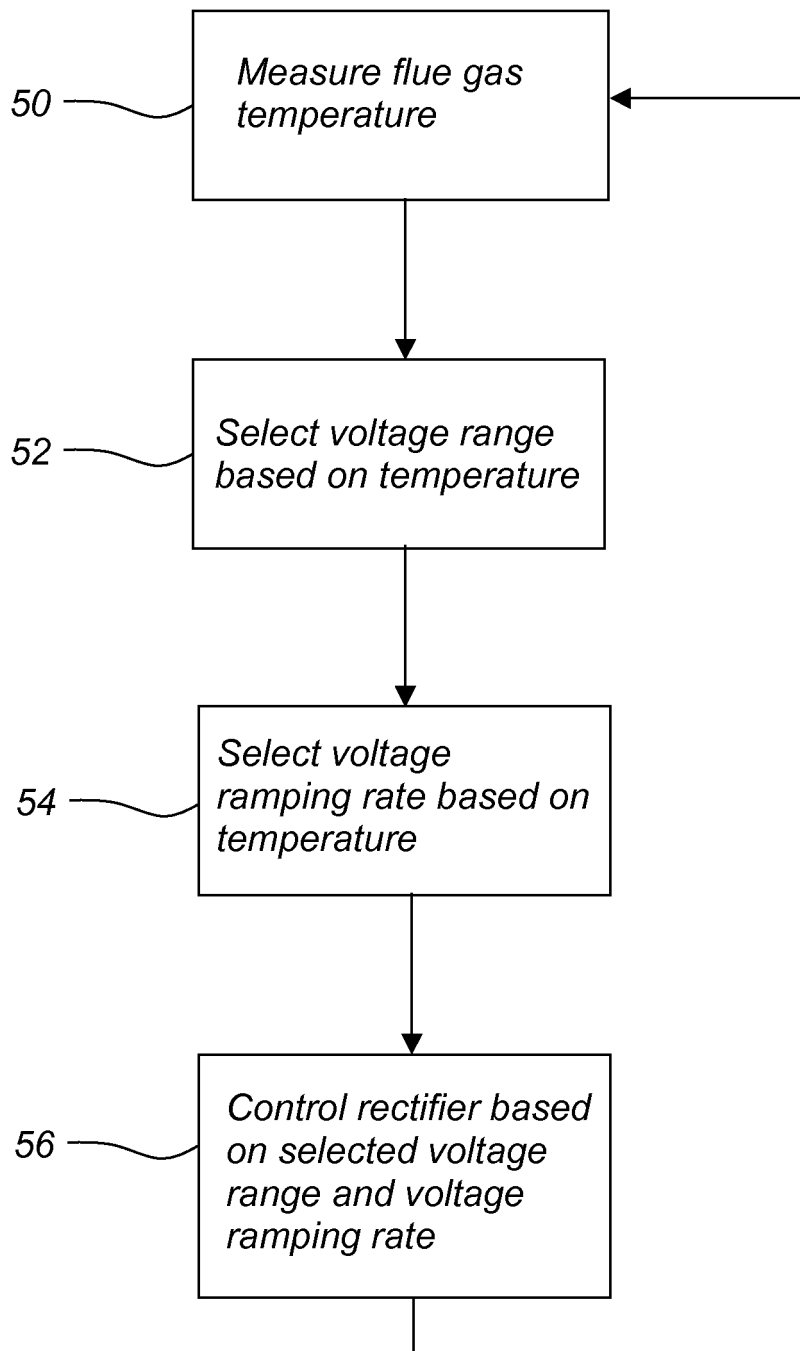 50
Measure flue gas
temperature
52
Select voltage range
based on temperature
54
Select voltage
ramping rate based on
temperature
56
Control rectifier based
on selected voltage
range and voltage
ramping rate